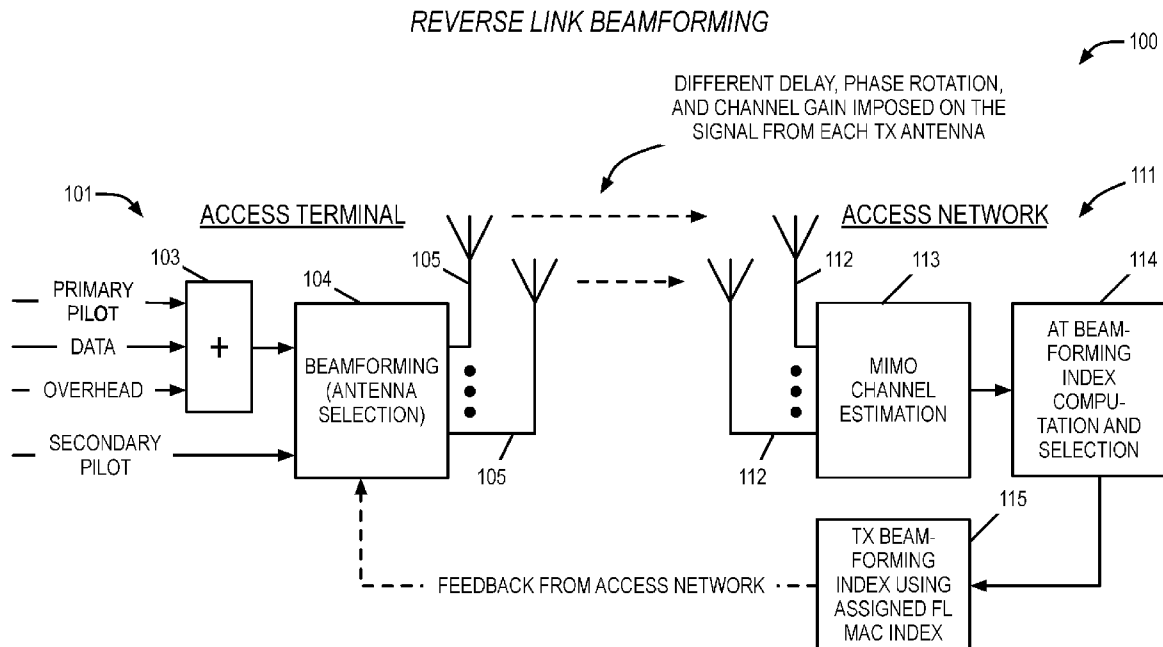 REVERSE LINK BEAMFORMING
100
DIFFERENT DELAY, PHASE ROTATION,
AND CHANNEL GAIN IMPOSED ON THE
SIGNAL FROM EACH TX ANTENNA
101
ACCESS TERMINAL
ACCESS NETWORK
111
103
104
105
112
113
114
PRIMARY
PILOT
DATA
OVERHEAD
SECONDARY
PILOT
+
BEAMFORMING
(ANTENNA
SELECTION)
105
112
MIMO
CHANNEL
ESTIMATION
AT BEAM-
FORMING
INDEX
COMPU-
TATION AND
SELECTION
115
TX BEAM-
FORMING
INDEX USING
ASSIGNED FL
MAC INDEX
FEEDBACK FROM ACCESS NETWORK